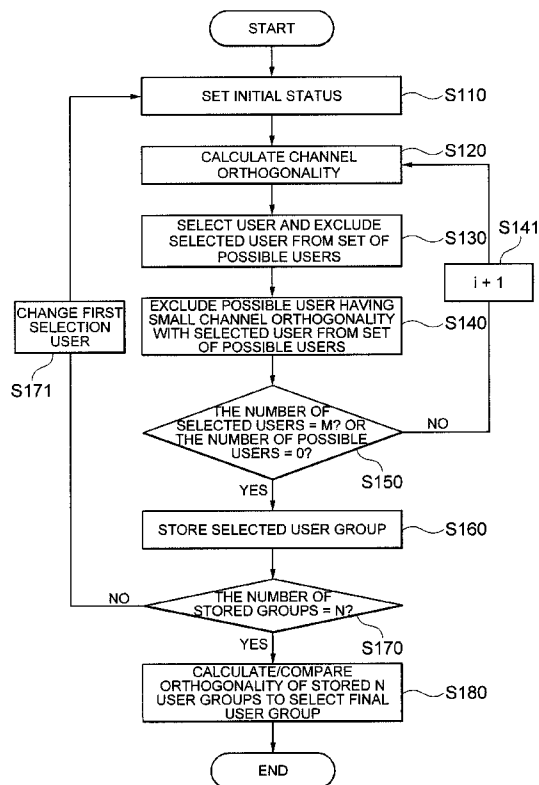 START
SET INITIAL STATUS
S110
CALCULATE CHANNEL
ORTHOGONALITY
S120
SELECT USER AND EXCLUDE
SELECTED USER FROM SET OF
POSSIBLE USERS
S130
S141
i + 1
EXCLUDE POSSIBLE USER HAVING
SMALL CHANNEL ORTHOGONALITY
WITH SELECTED USER FROM SET
OF POSSIBLE USERS
S140
CHANGE FIRST
SELECTION
USER
S171
THE NUMBER OF
SELECTED USERS = M? OR
THE NUMBER OF POSSIBLE
USERS = 0?
NO
S150
YES
STORE SELECTED USER GROUP
S160
THE NUMBER OF
STORED GROUPS = N?
NO
S170
YES
CALCULATE/COMPARE
ORTHOGONALITY OF STORED N
USER GROUPS TO SELECT FINAL
USER GROUP
S180
END